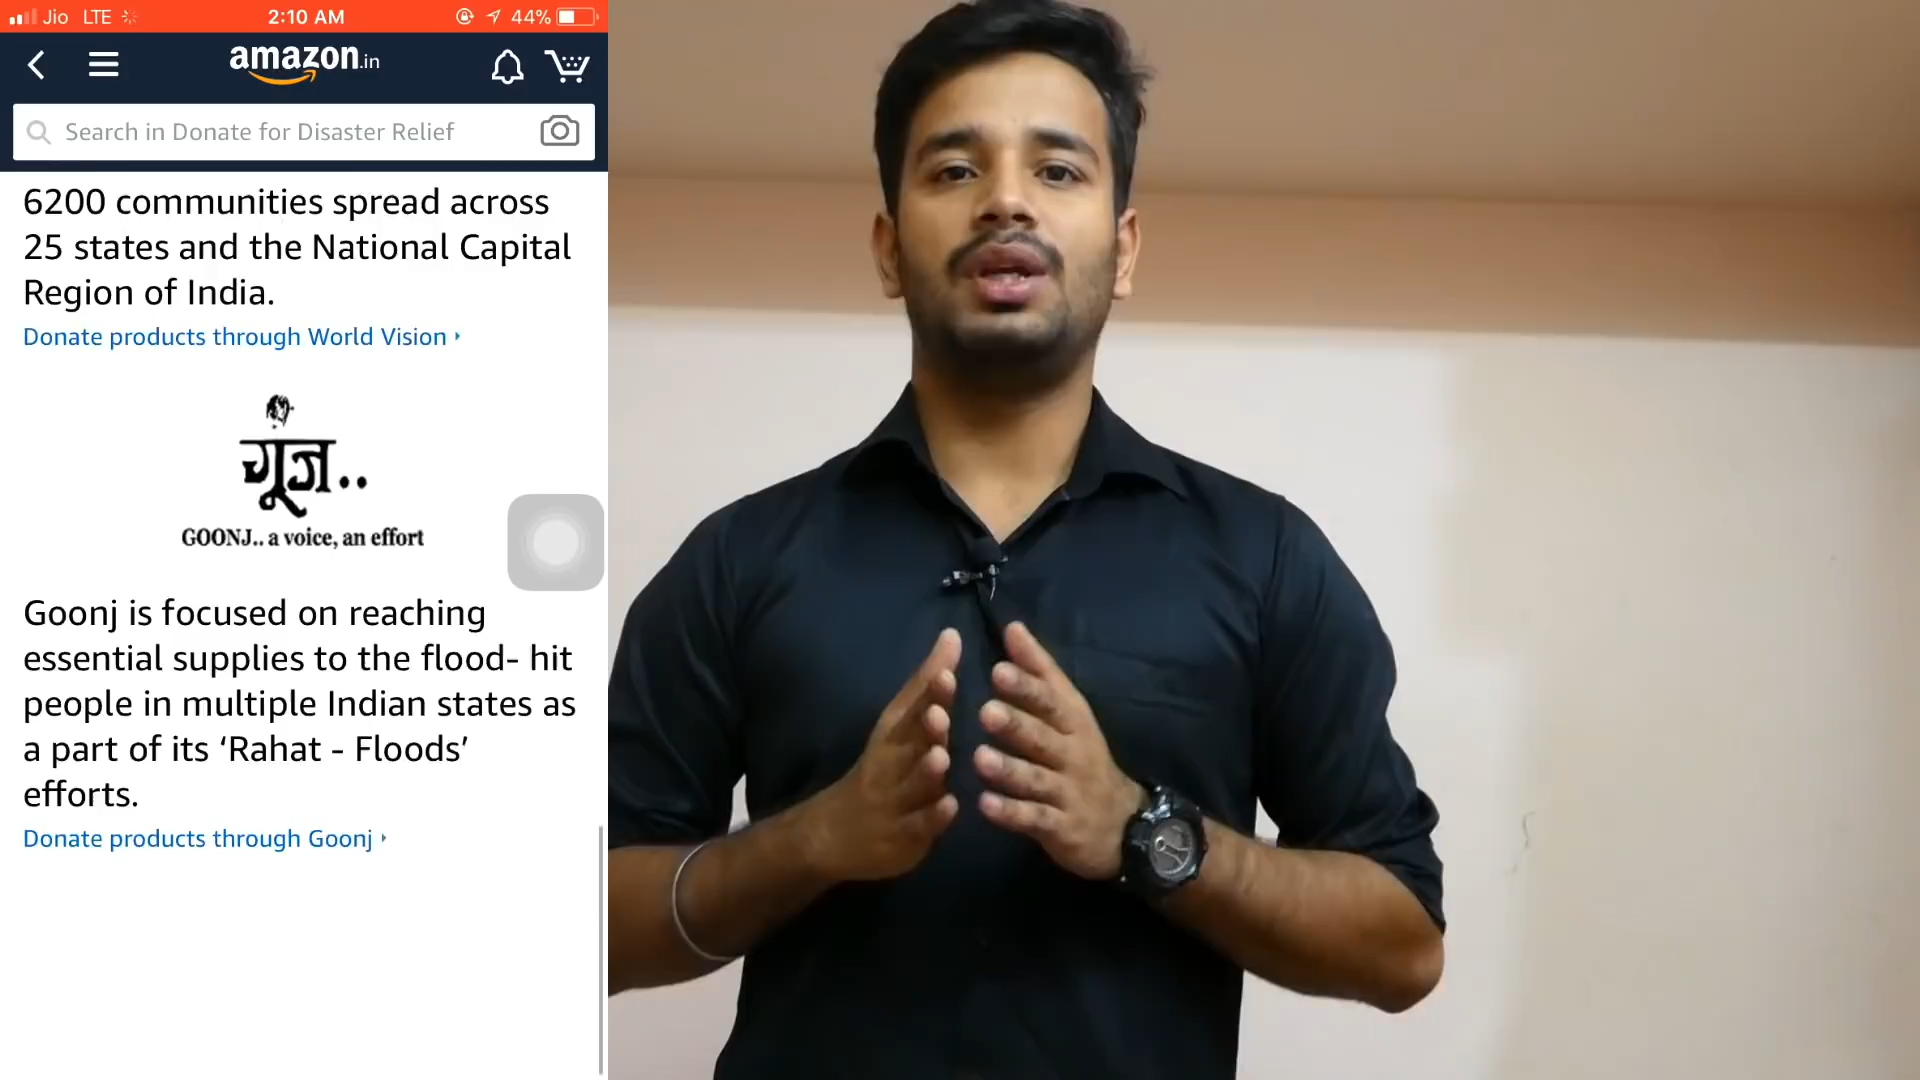 Jio LTE 2:10 AM 44%
amazon.in
Search in Donate for Disaster Relief
6200 communities spread across
25 states and the National Capital
Region of India.
Donate products through World Vision
गूंज..
GOONJ.. a voice, an effort
Goonj is focused on reaching
essential supplies to the flood- hit
people in multiple Indian states as
a part of its ‘Rahat - Floods’
efforts.
Donate products through Goonj